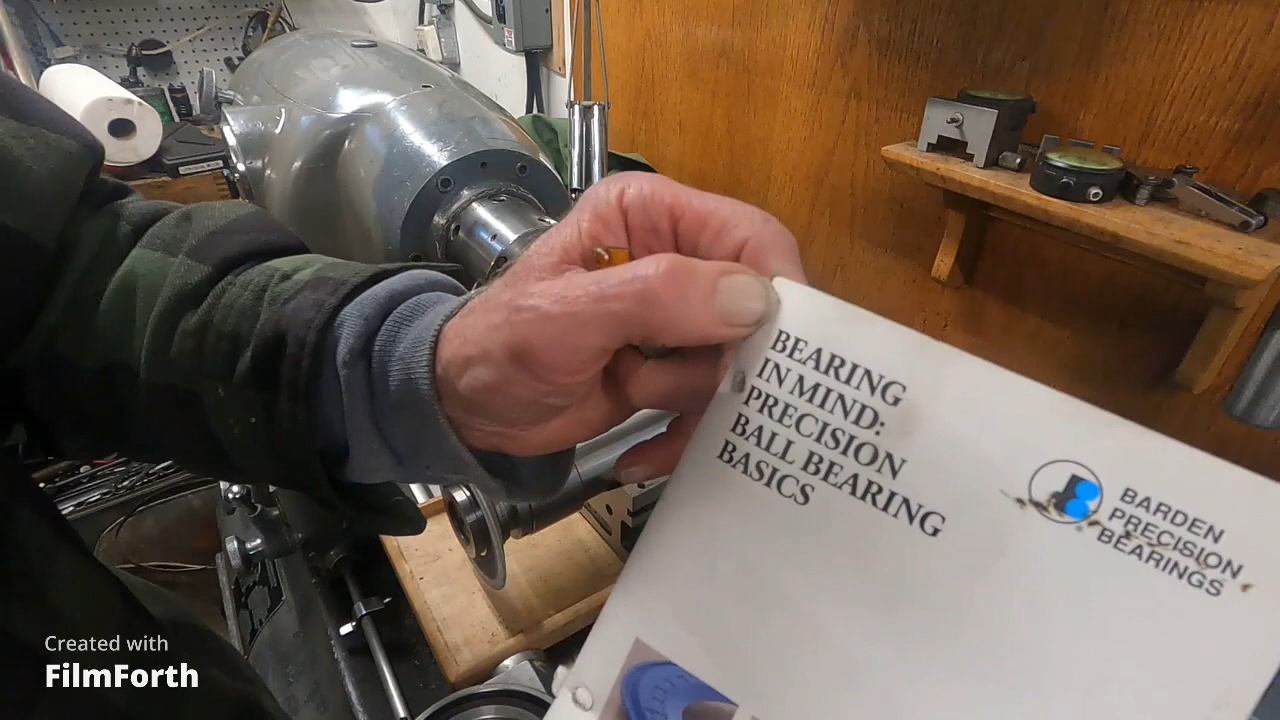 BEARING
IN MIND:
PRECISION
BALL BEARING
BASICS
BARDEN
PRECISION
BEARINGS
Created with
FilmForth